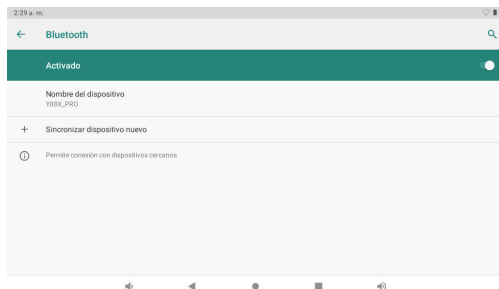 2:29 a. m.
Bluetooth
Activado
Nombre del dispositivo
Y88X_PRO
Sincronizar dispositivo nuevo
Permite conexión con dispositivos cercanos